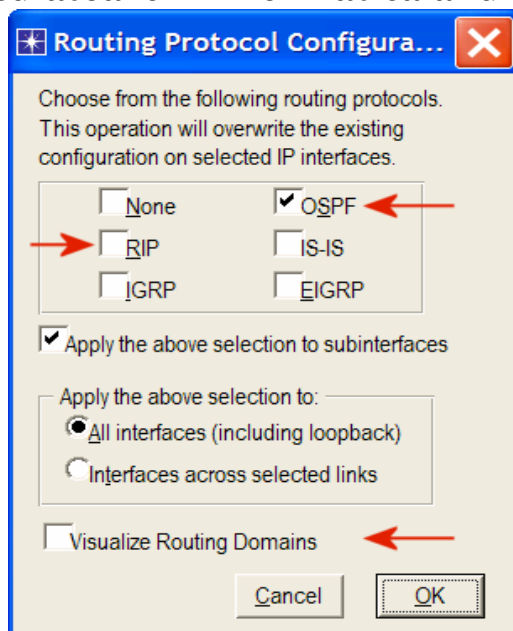 Routing Protocol Configura...
Choose from the following routing protocols.
This operation will overwrite the existing
configuration on selected IP interfaces.
None OSPF
RIP IS-IS
IGRP EIGRP
Apply the above selection to subinterfaces
Apply the above selection to:
All interfaces (including loopback)
Interfaces across selected links
Visualize Routing Domains
Cancel OK